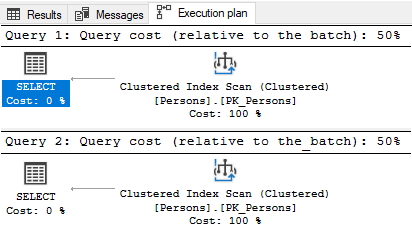 Results Messages Execution plan
Query 1: Query cost (relative to the batch): 50%
SELECT Clustered Index Scan (Clustered)
Cost: 0 % [Persons].[PK_Persons]
Cost: 100 %
Query 2: Query cost (relative to the batch): 50%
SELECT Clustered Index Scan (Clustered)
Cost: 0 % [Persons].[PK_Persons]
Cost: 100 %